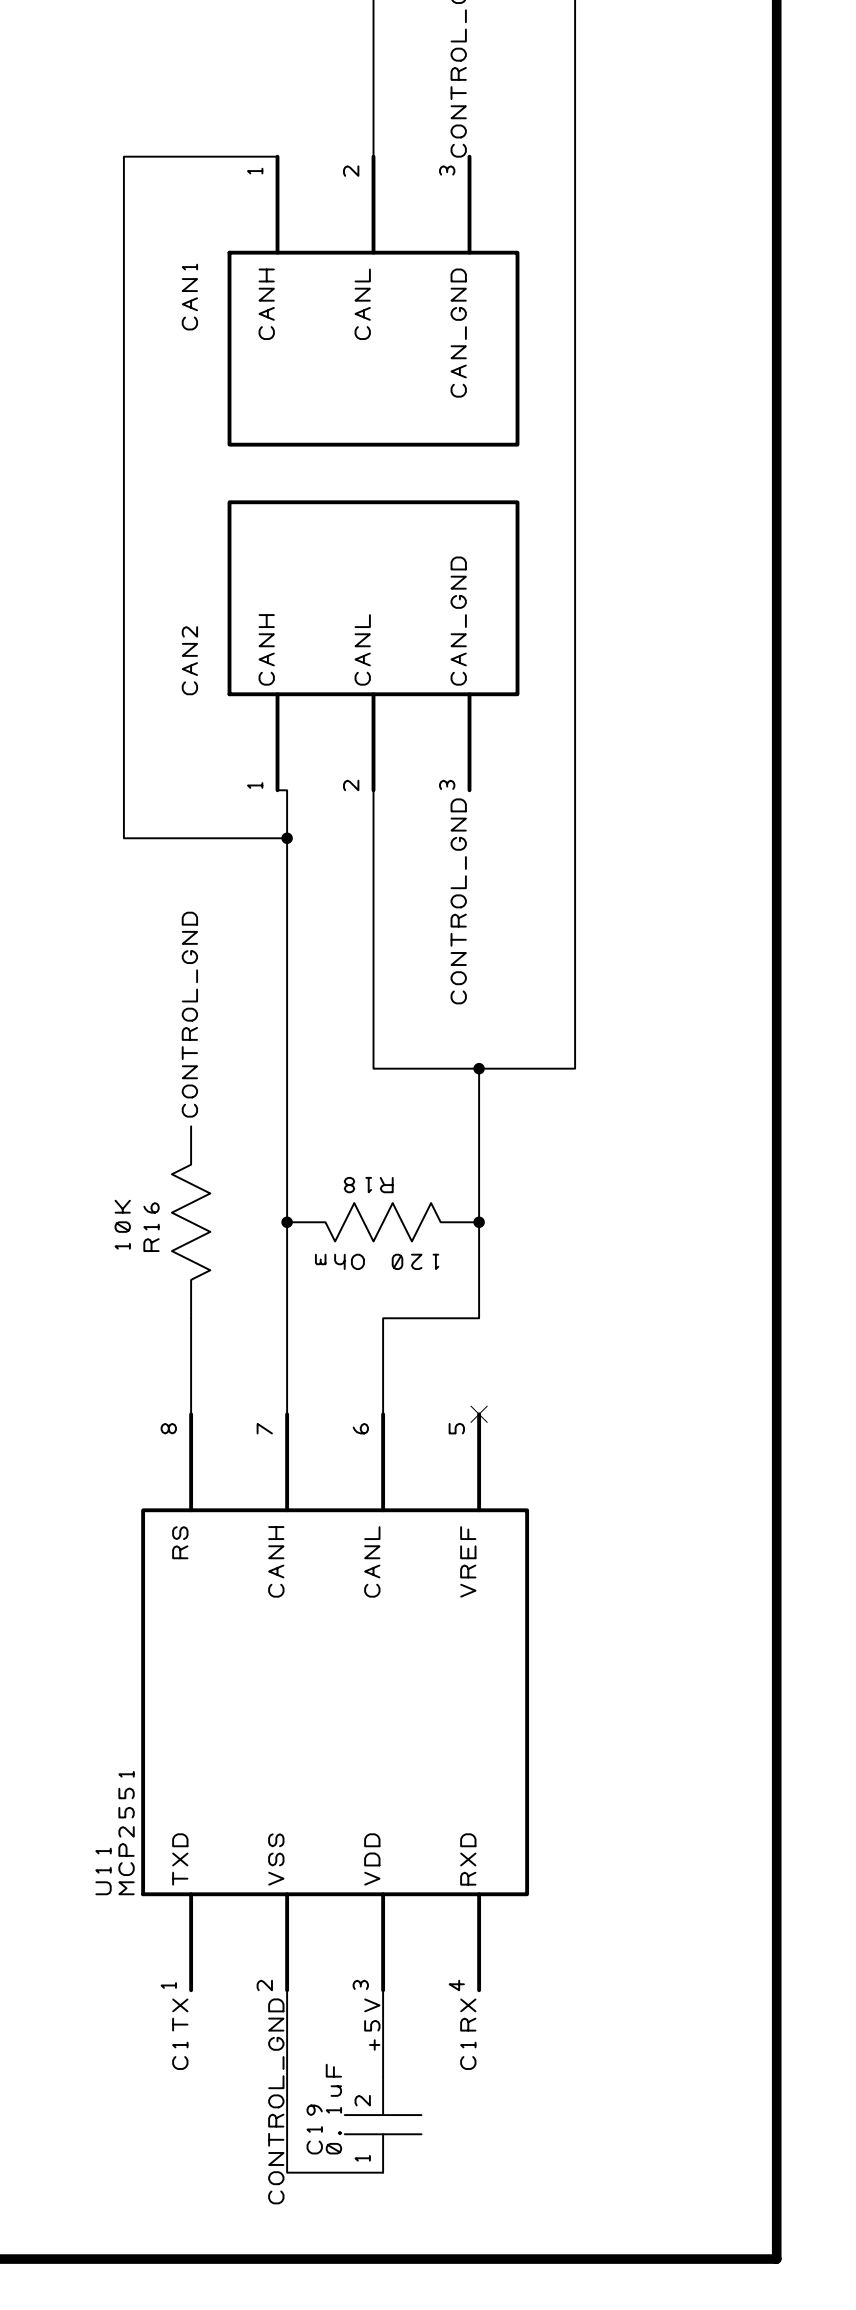 CONTROL_G
1
2
3
CAN1
CANH
CANL
CAN_GND
CAN2
CANH
CANL
CAN_GND
1
2
3
CONTROL_GND
CONTROL_GND
10K
R16
R18
120 Ohm
8
7
6
5
RS
CANH
CANL
VREF
U11
MCP2551
TXD
VSS
VDD
RXD
1
2
3
4
C1TX
CONTROL_GND
+5V
C1RX
C19
0.1uF
2
1